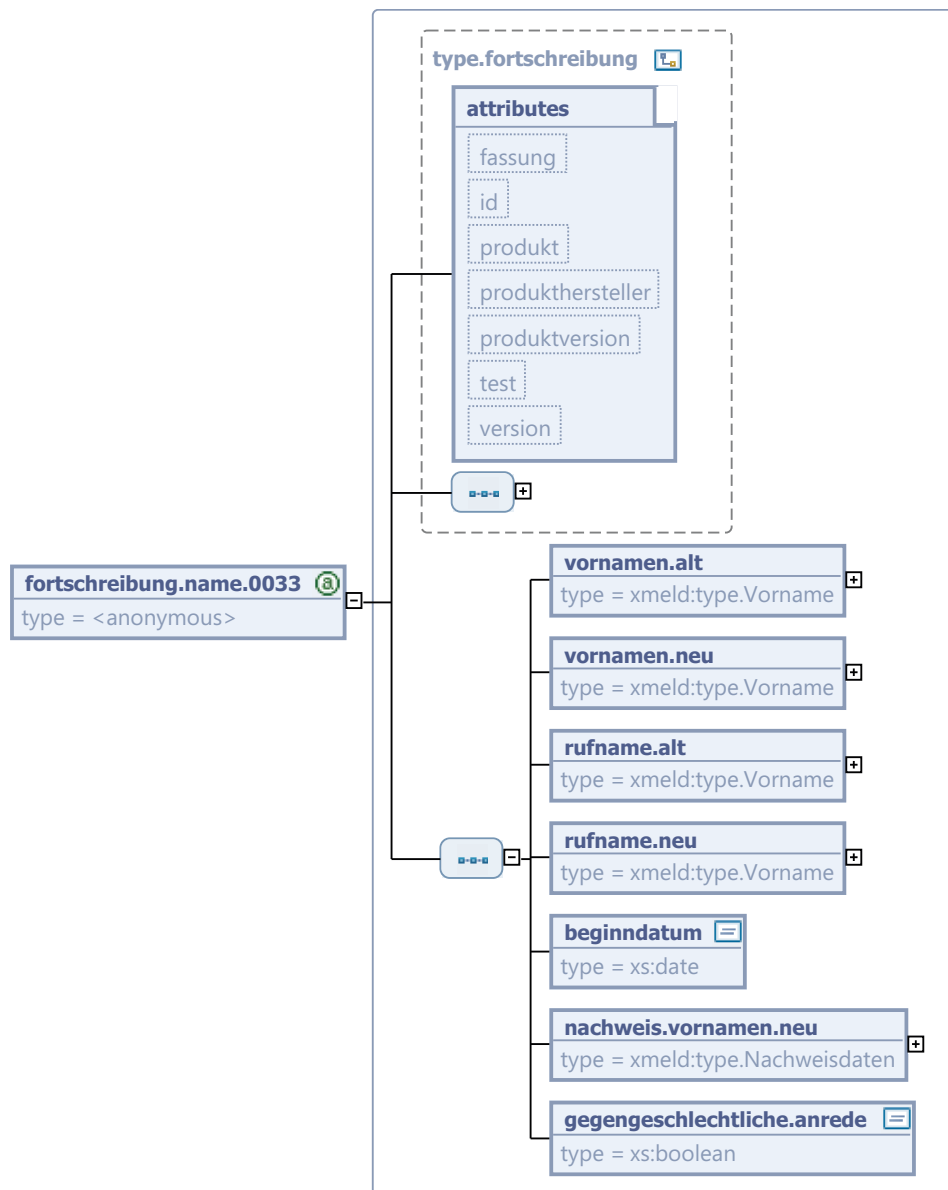 type.fortschreibung
attributes
fassung
id
produkt
produkthersteller
produktversion
test
version
fortschreibung.name.0033 @
type = <anonymous>
vornamen.alt
type = xmeld:type.Vorname
vornamen.neu
type = xmeld:type.Vorname
rufname.alt
type = xmeld:type.Vorname
rufname.neu
type = xmeld:type.Vorname
beginndatum
type = xs:date
nachweis.vornamen.neu
type = xmeld:type.Nachweisdaten
gegengeschlechtliche.anrede
type = xs:boolean